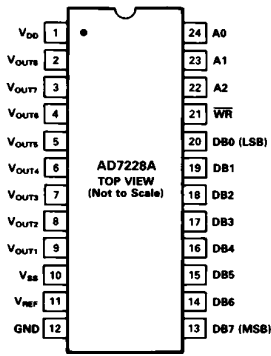 VDD 1 24 A0
VOUT8 2 23 A1
VOUT7 3 22 A2
VOUT6 4 21 WR
VOUT5 5 20 DB0 (LSB)
VOUT4 6 19 DB1
VOUT3 7 18 DB2
VOUT2 8 17 DB3
VOUT1 9 16 DB4
VSS 10 15 DB5
VREF 11 14 DB6
GND 12 13 DB7 (MSB)
AD7228A
TOP VIEW
(Not to Scale)